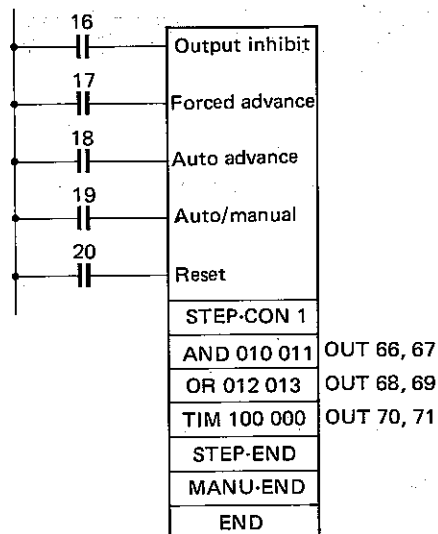 16
Output inhibit
17
Forced advance
18
Auto advance
19
Auto/manual
20
Reset
STEP·CON 1
AND 010 011 OUT 66, 67
OR 012 013 OUT 68, 69
TIM 100 000 OUT 70, 71
STEP·END
MANU·END
END